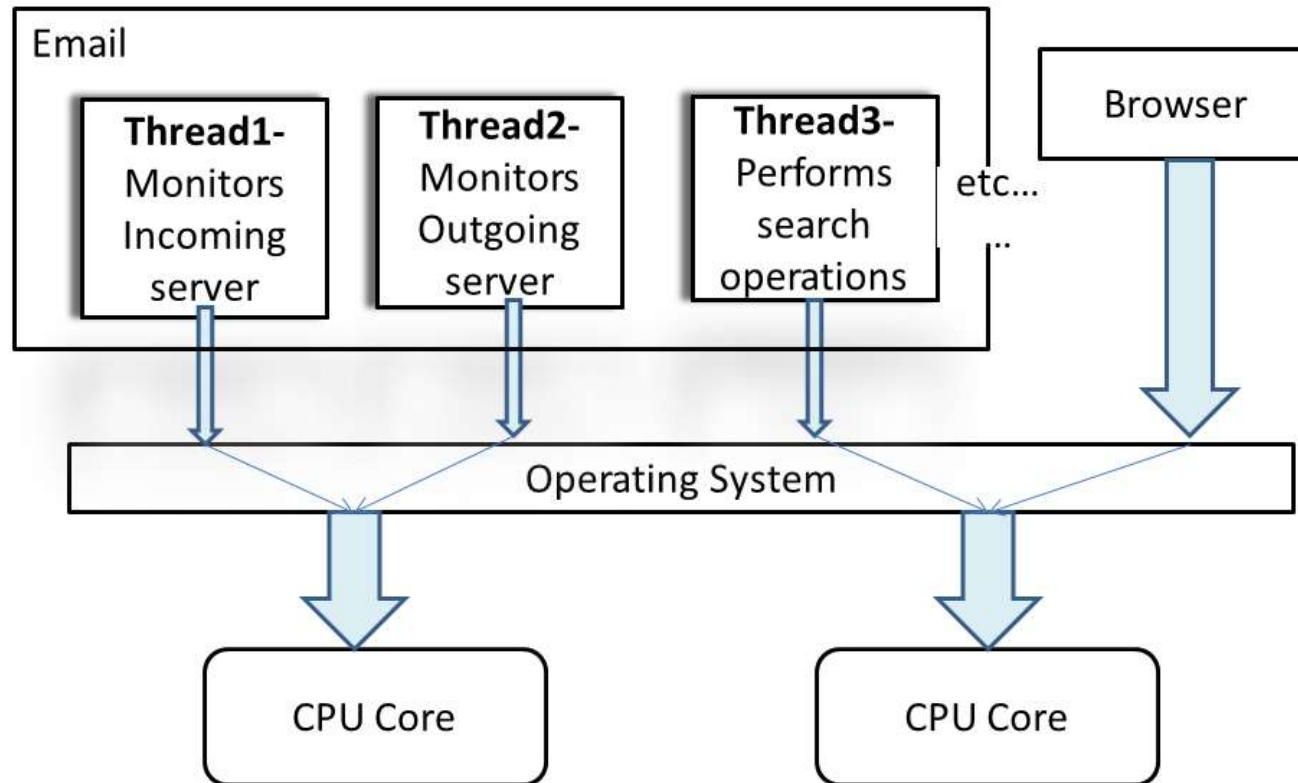 Email
Thread1-
Monitors
Incoming
server
Thread2-
Monitors
Outgoing
server
Thread3-
Performs
search
operations
etc…
…
Browser
Operating System
CPU Core
CPU Core